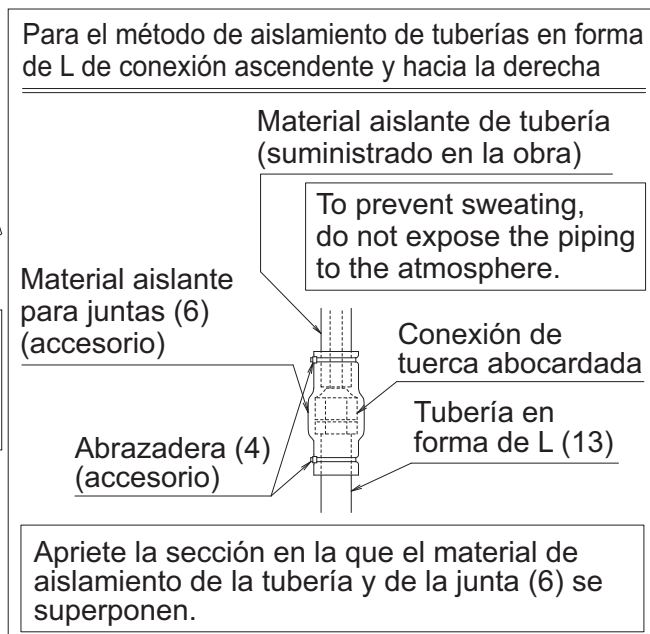 Para el método de aislamiento de tuberías en forma
de L de conexión ascendente y hacia la derecha
Material aislante de tubería
(suministrado en la obra)
To prevent sweating,
do not expose the piping
to the atmosphere.
Material aislante
para juntas (6)
(accesorio)
Conexión de
tuerca abocardada
Tubería en
forma de L (13)
Abrazadera (4)
(accesorio)
Apriete la sección en la que el material de
aislamiento de la tubería y de la junta (6) se
superponen.